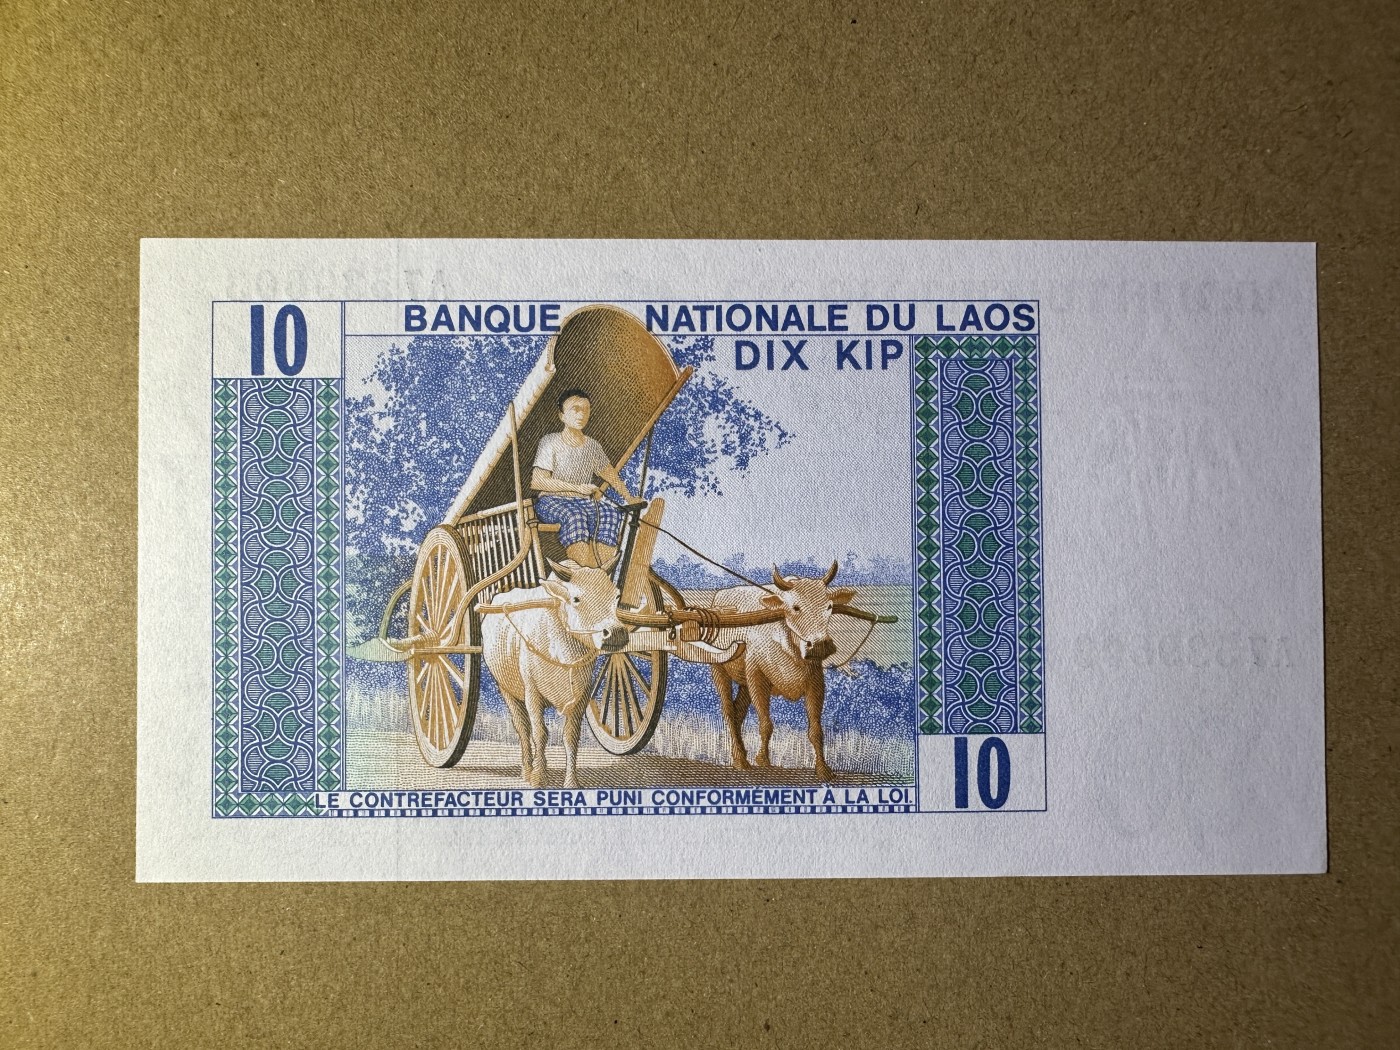 10
BANQUE NATIONALE DU LAOS
DIX KIP
LE CONTREFACTEUR SERA PUNI CONFORMÉMENT A LA LOI
10